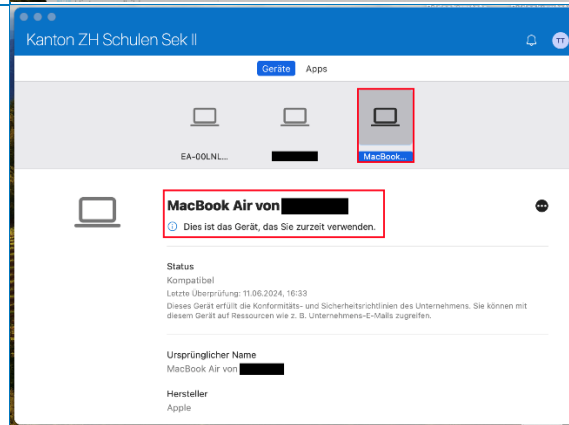 Kanton ZH Schulen Sek II
TT
Geräte Apps
EA-00LNL... MacBook...
MacBook Air von
Dies ist das Gerät, das Sie zurzeit verwenden.
Status
Kompatibel
Letzte Überprüfung: 11.06.2024, 16:33
Dieses Gerät erfüllt die Konformitäts- und Sicherheitsrichtlinien des Unternehmens. Sie können mit
diesem Gerät auf Ressourcen wie z. B. Unternehmens-E-Mails zugreifen.
Ursprünglicher Name
MacBook Air von
Hersteller
Apple